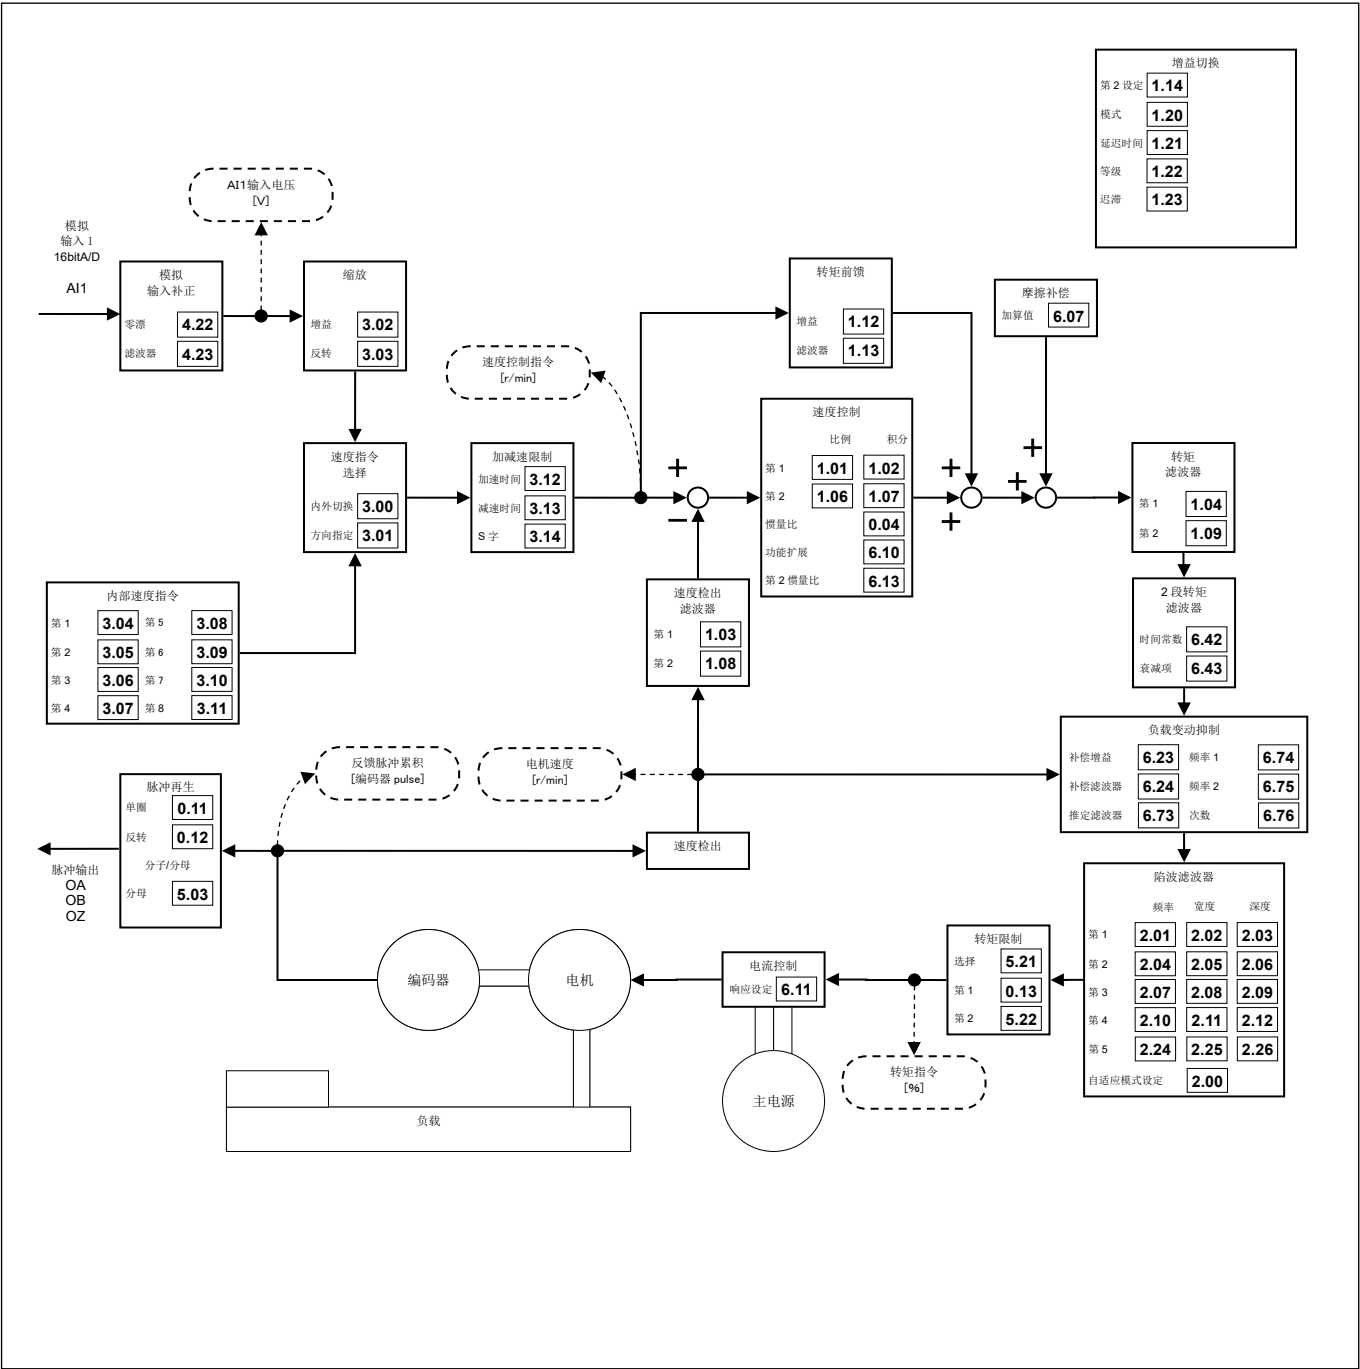 增益切换
第 2 设定 1.14
模式 1.20
延迟时间 1.21
等级 1.22
迟滞 1.23
AI1输入电压
[V]
模拟
输入 1
16bitA/D
AI1
模拟
输入补正
零漂 4.22
滤波器 4.23
缩放
增益 3.02
反转 3.03
转矩前馈
增益 1.12
滤波器 1.13
摩擦补偿
加算值 6.07
速度控制指令
[r/min]
速度指令
选择
内外切换 3.00
方向指定 3.01
加减速限制
加速时间 3.12
减速时间 3.13
S 字 3.14
+
−
速度控制
比例 积分
第 1 1.01 1.02
第 2 1.06 1.07
惯量比 0.04
功能扩展 6.10
第 2 惯量比 6.13
+
+
+
+
转矩
滤波器
第 1 1.04
第 2 1.09
内部速度指令
第 1 3.04 第 5 3.08
第 2 3.05 第 6 3.09
第 3 3.06 第 7 3.10
第 4 3.07 第 8 3.11
速度检出
滤波器
第 1 1.03
第 2 1.08
2 段转矩
滤波器
时间常数 6.42
衰减项 6.43
负载变动抑制
补偿增益 6.23 频率 1 6.74
补偿滤波器 6.24 频率 2 6.75
推定滤波器 6.73 次数 6.76
反馈脉冲累积
[编码器 pulse]
电机速度
[r/min]
脉冲再生
单圈 0.11
反转 0.12
分子/分母
分母 5.03
脉冲输出
OA
OB
OZ
速度检出
陷波滤波器
频率 宽度 深度
第 1 2.01 2.02 2.03
第 2 2.04 2.05 2.06
第 3 2.07 2.08 2.09
第 4 2.10 2.11 2.12
第 5 2.24 2.25 2.26
自适应模式设定 2.00
转矩限制
选择 5.21
第 1 0.13
第 2 5.22
电流控制
响应设定 6.11
编码器
电机
转矩指令
[%]
主电源
负载